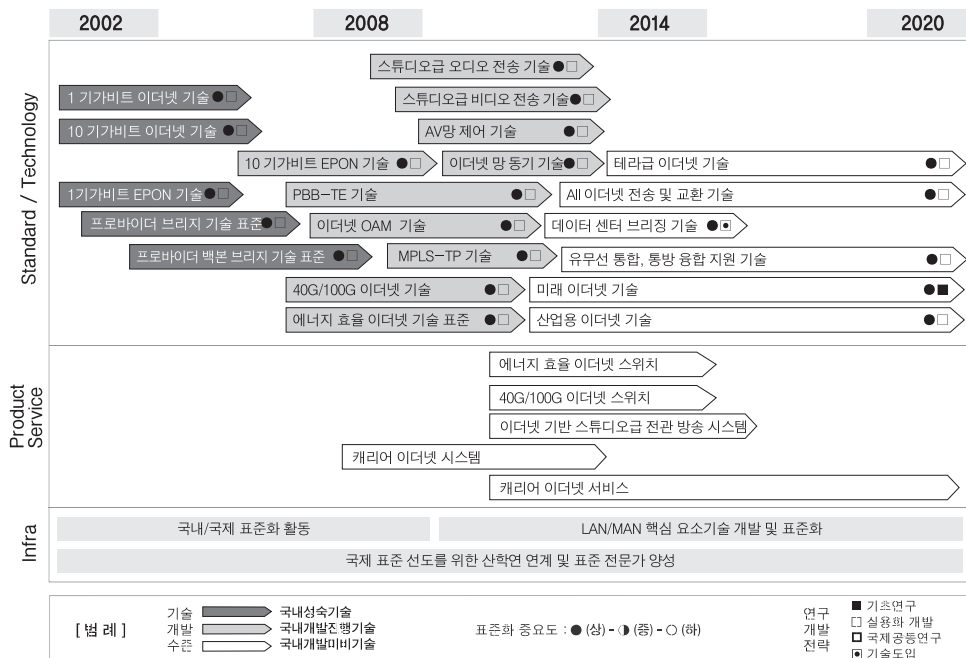 2002 2008 2014 2020
Standard / Technology
스튜디오급 오디오 전송 기술
1 기가비트 이더넷 기술
스튜디오급 비디오 전송 기술
10 기가비트 이더넷 기술
AV망 제어 기술
10 기가비트 EPON 기술
이더넷 망 동기 기술
테라급 이더넷 기술
1기가비트 EPON 기술
PBB-TE 기술
All 이더넷 전송 및 교환 기술
프로바이더 브리지 기술 표준
이더넷 OAM 기술
데이터 센터 브리징 기술
프로바이더 백본 브리지 기술 표준
MPLS-TP 기술
유무선 통합, 통방 융합 지원 기술
40G/100G 이더넷 기술
미래 이더넷 기술
에너지 효율 이더넷 기술 표준
산업용 이더넷 기술
Product
Service
에너지 효율 이더넷 스위치
40G/100G 이더넷 스위치
이더넷 기반 스튜디오급 전관 방송 시스템
캐리어 이더넷 시스템
캐리어 이더넷 서비스
Infra
국내/국제 표준화 활동
LAN/MAN 핵심 요소기술 개발 및 표준화
국제 표준 선도를 위한 산학연 연계 및 표준 전문가 양성
[범례]
기술
개발
수준
국내성숙기술
국내개발진행기술
국내개발미비기술
표준화 중요도 : ● (상) - ◑ (중) - ○ (하)
연구
개발
전략
■ 기초연구
□ 실용화 개발
□ 국제공동연구
▣ 기술도입